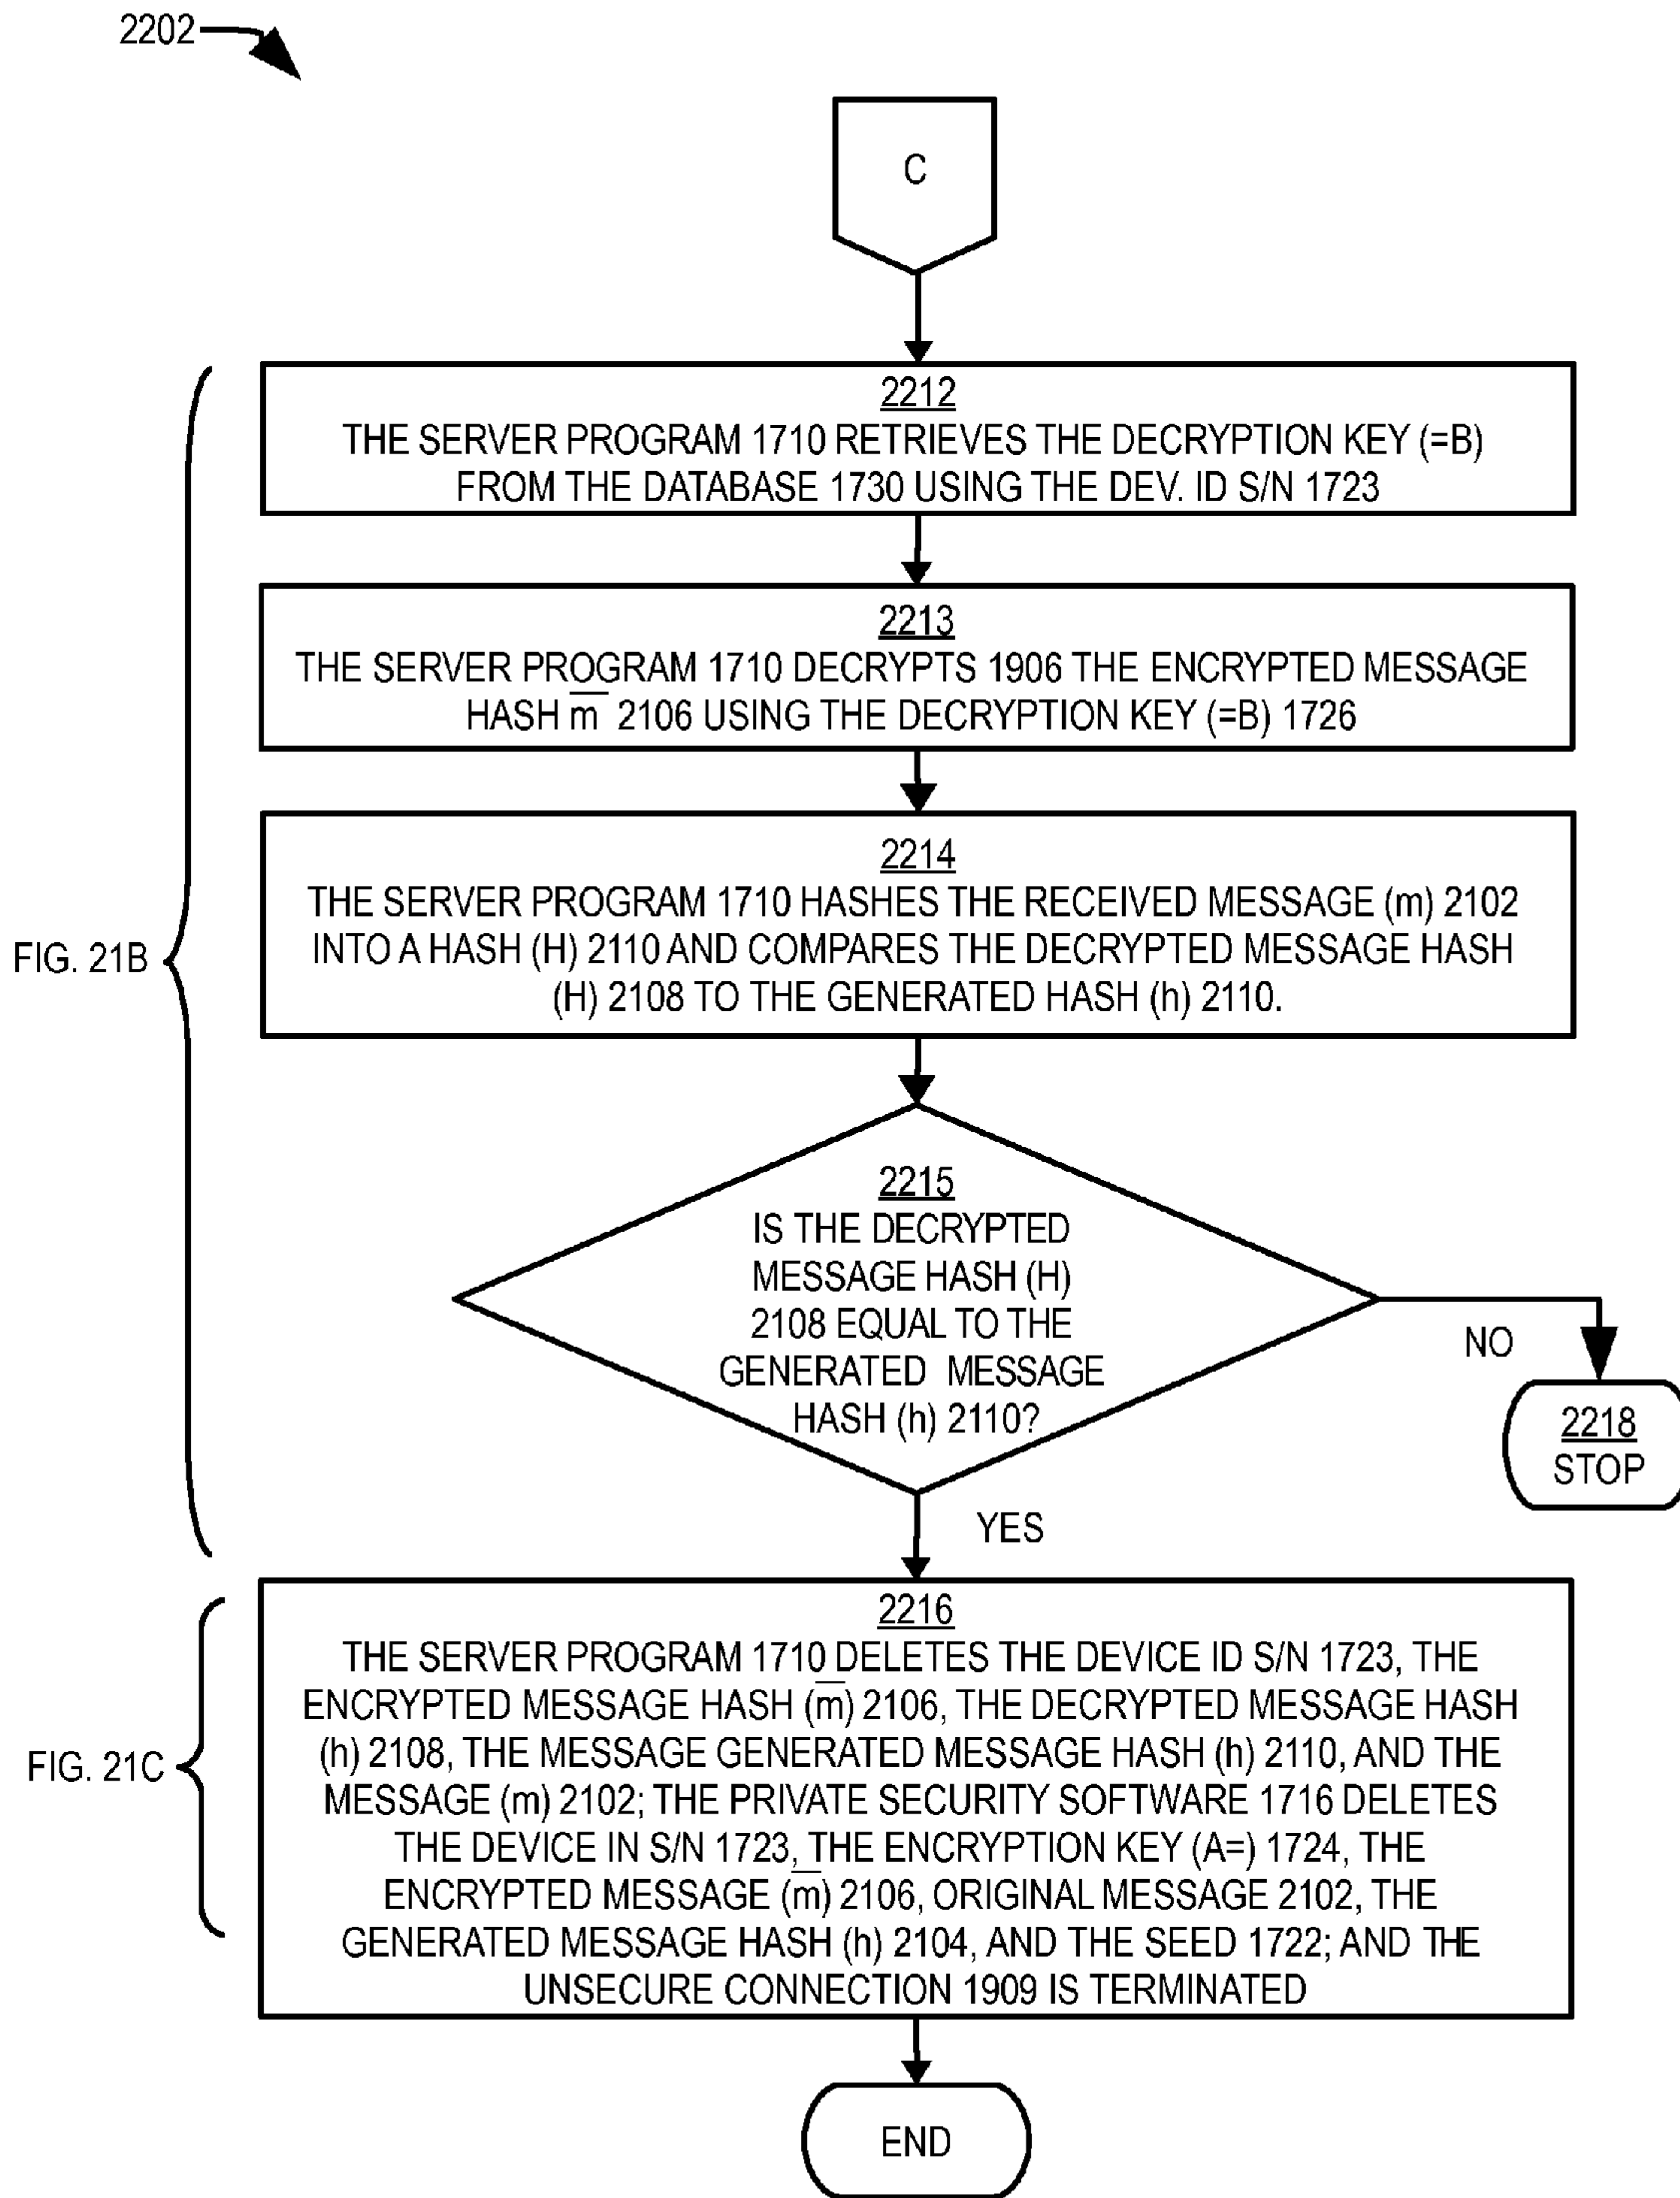 2202
C
2212
THE SERVER PROGRAM 1710 RETRIEVES THE DECRYPTION KEY (=B)
FROM THE DATABASE 1730 USING THE DEV. ID S/N 1723
2213
THE SERVER PROGRAM 1710 DECRYPTS 1906 THE ENCRYPTED MESSAGE
HASH m̅ 2106 USING THE DECRYPTION KEY (=B) 1726
2214
THE SERVER PROGRAM 1710 HASHES THE RECEIVED MESSAGE (m) 2102
INTO A HASH (H) 2110 AND COMPARES THE DECRYPTED MESSAGE HASH
(H) 2108 TO THE GENERATED HASH (h) 2110.
FIG. 21B
2215
IS THE DECRYPTED
MESSAGE HASH (H)
2108 EQUAL TO THE
GENERATED MESSAGE
HASH (h) 2110?
NO
2218
STOP
YES
2216
THE SERVER PROGRAM 1710 DELETES THE DEVICE ID S/N 1723, THE
ENCRYPTED MESSAGE HASH (m̅) 2106, THE DECRYPTED MESSAGE HASH
(h) 2108, THE MESSAGE GENERATED MESSAGE HASH (h) 2110, AND THE
MESSAGE (m) 2102; THE PRIVATE SECURITY SOFTWARE 1716 DELETES
THE DEVICE IN S/N 1723, THE ENCRYPTION KEY (A=) 1724, THE
ENCRYPTED MESSAGE (m̅) 2106, ORIGINAL MESSAGE 2102, THE
GENERATED MESSAGE HASH (h) 2104, AND THE SEED 1722; AND THE
UNSECURE CONNECTION 1909 IS TERMINATED
FIG. 21C
END